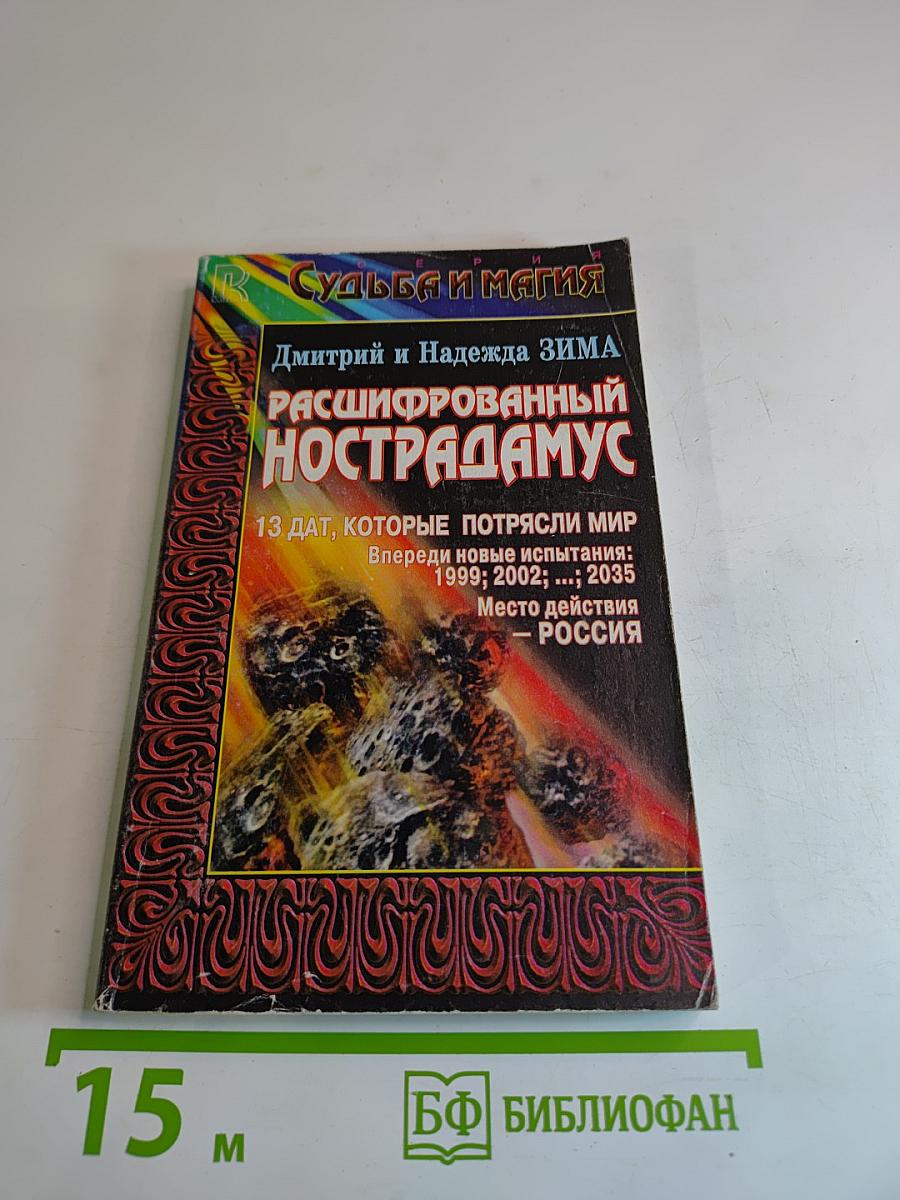 СЕРИЯ
СУДЬБА И МАГИЯ
Дмитрий и Надежда ЗИМА
РАСШИФРОВАННЫЙ
НОСТРАДАМУС
13 ДАТ, КОТОРЫЕ ПОТРЯСЛИ МИР
Впереди новые испытания:
1999; 2002; ...; 2035
Место действия
– РОССИЯ
15 м
БФ БИБЛИОФАН